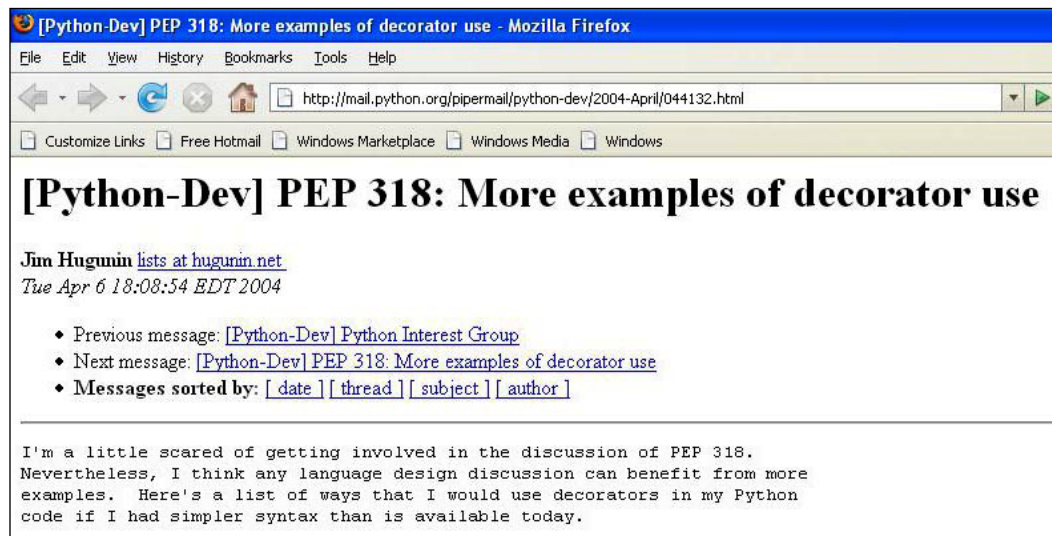 [Python-Dev] PEP 318: More examples of decorator use - Mozilla Firefox
File Edit View History Bookmarks Tools Help
http://mail.python.org/pipermail/python-dev/2004-April/044132.html
Customize Links Free Hotmail Windows Marketplace Windows Media Windows
[Python-Dev] PEP 318: More examples of decorator use
Jim Hugunin lists at hugunin.net
Tue Apr 6 18:08:54 EDT 2004
• Previous message: [Python-Dev] Python Interest Group
• Next message: [Python-Dev] PEP 318: More examples of decorator use
• Messages sorted by: [ date ] [ thread ] [ subject ] [ author ]
I'm a little scared of getting involved in the discussion of PEP 318.
Nevertheless, I think any language design discussion can benefit from more
examples.  Here's a list of ways that I would use decorators in my Python
code if I had simpler syntax than is available today.